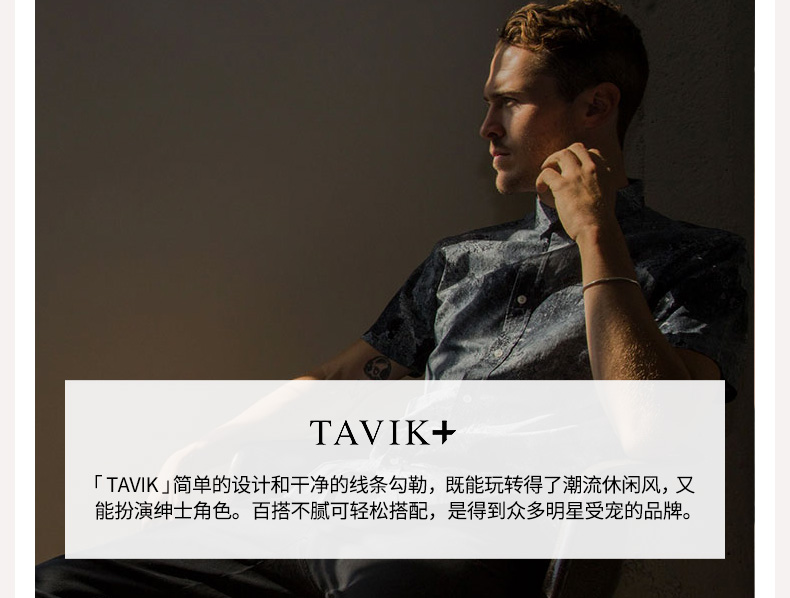 TAVIK+
「TAVIK」简单的设计和干净的线条勾勒，既能玩转得了潮流休闲风，又
能扮演绅士角色。百搭不腻可轻松搭配，是得到众多明星受宠的品牌。